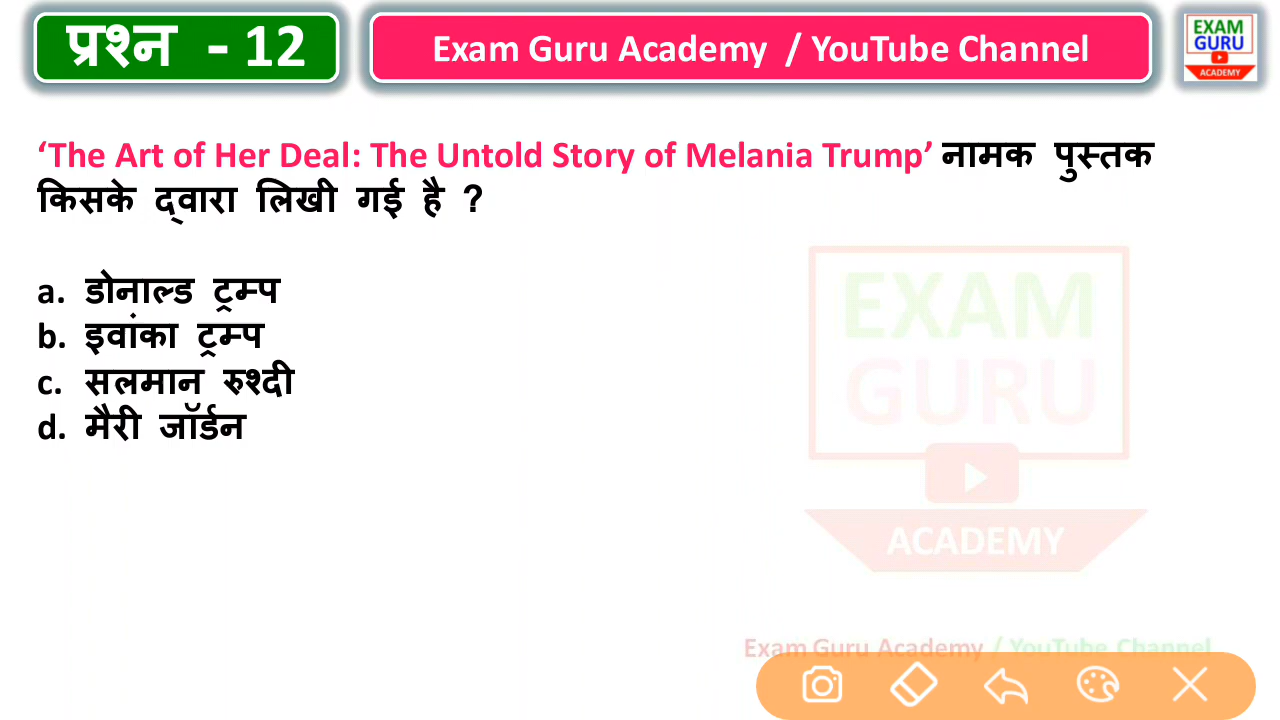 प्रश्न - 12
Exam Guru Academy / YouTube Channel
EXAM
GURU
ACADEMY
‘The Art of Her Deal: The Untold Story of Melania Trump’ नामक पुस्तक
किसके द्वारा लिखी गई है ?
a. डोनाल्ड ट्रम्प
b. इवांका ट्रम्प
c. सलमान रुश्दी
d. मैरी जॉर्डन
EXAM
GURU
ACADEMY
Exam Guru Academy / YouTube Channel